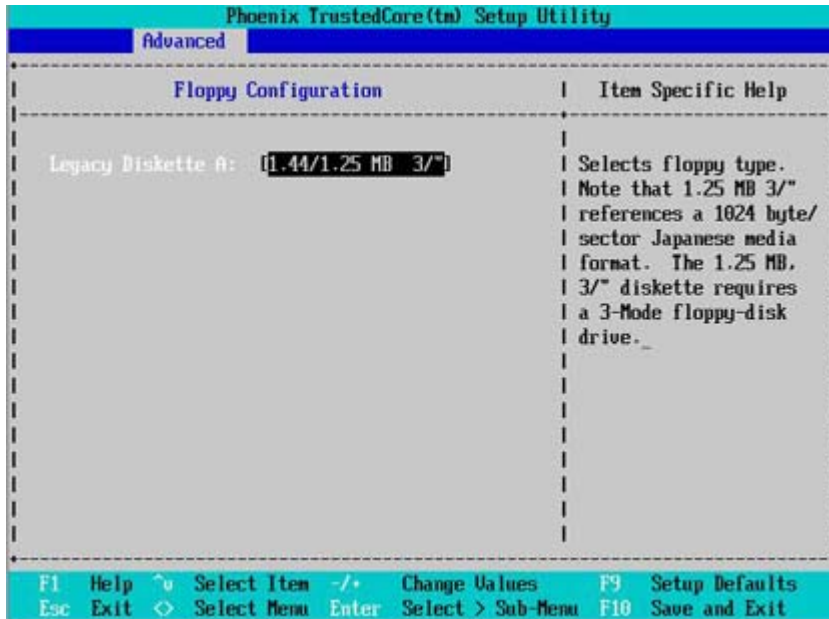 Phoenix TrustedCore(tm) Setup Utility
Advanced
Floppy Configuration
Item Specific Help
Legacy Diskette A: [1.44/1.25 MB 3/"]
Selects floppy type.
Note that 1.25 MB 3/"
references a 1024 byte/
sector Japanese media
format. The 1.25 MB,
3/" diskette requires
a 3-Mode floppy-disk
drive._
F1 Help ^v Select Item -/+ Change Values F9 Setup Defaults
Esc Exit <> Select Menu Enter Select > Sub-Menu F10 Save and Exit